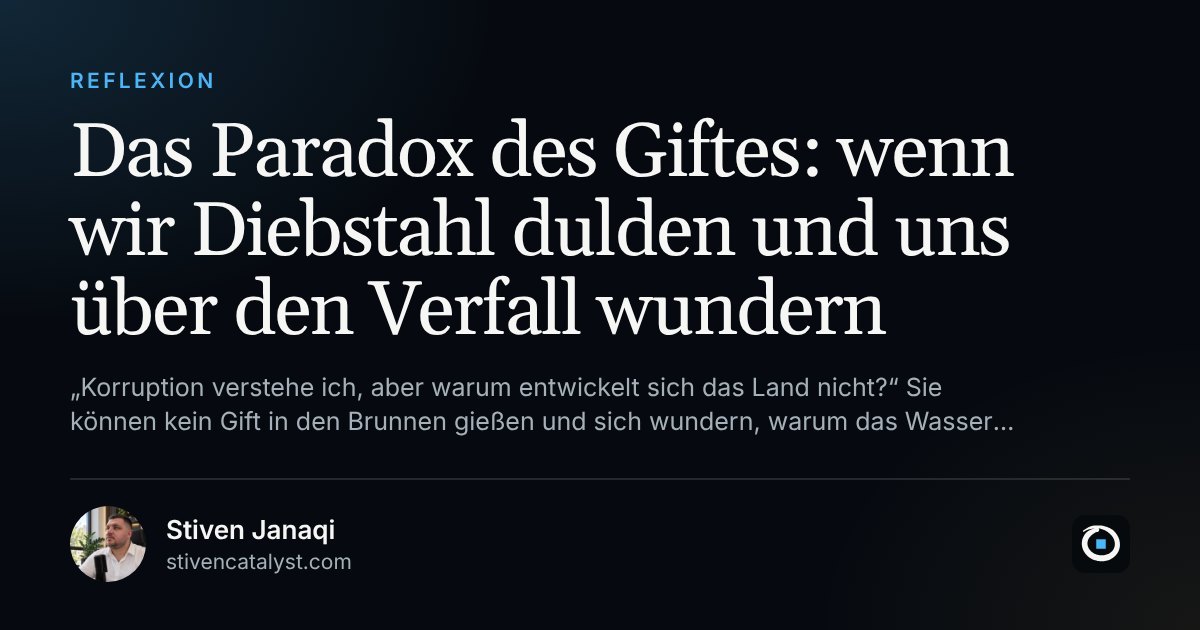 REFLEXION
Das Paradox des Giftes: wenn
wir Diebstahl dulden und uns
über den Verfall wundern
„Korruption verstehe ich, aber warum entwickelt sich das Land nicht?“ Sie
können kein Gift in den Brunnen gießen und sich wundern, warum das Wasser…
Stiven Janaqi
stivencatalyst.com